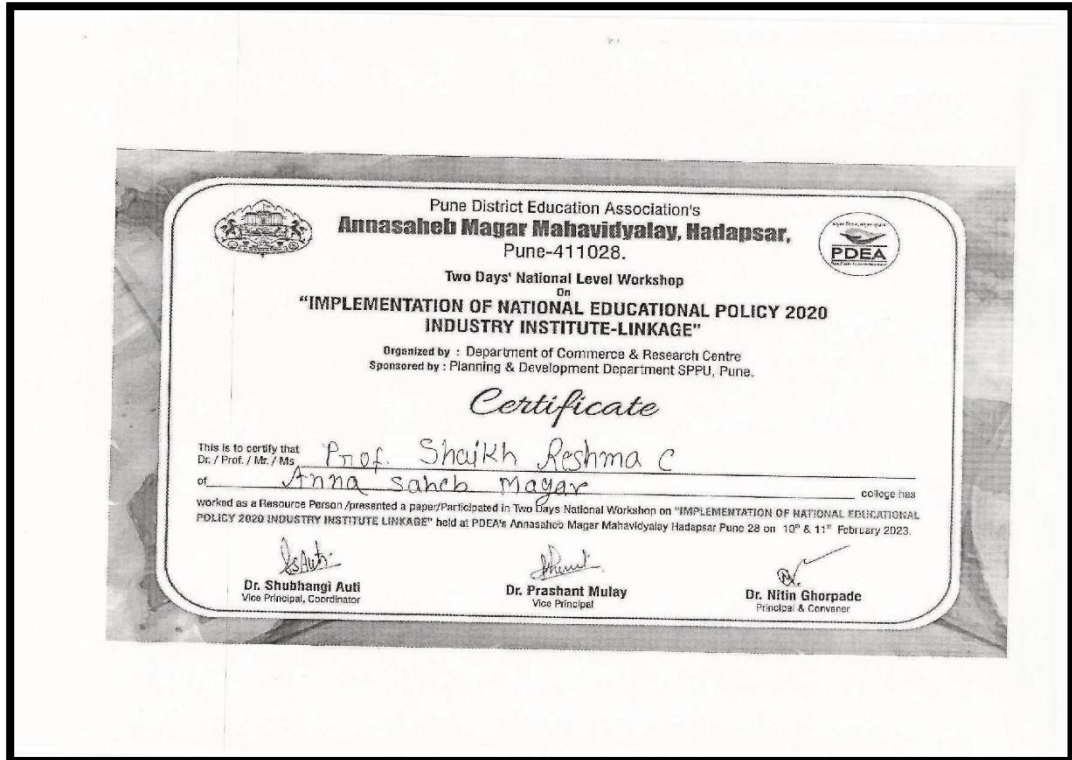 Pune District Education Association's
Annasaheb Magar Mahavidyalay, Hadapsar,
Pune-411028.
PDEA
Two Days' National Level Workshop
On
"IMPLEMENTATION OF NATIONAL EDUCATIONAL POLICY 2020
INDUSTRY INSTITUTE-LINKAGE"
Organized by : Department of Commerce & Research Centre
Sponsored by : Planning & Development Department SPPU, Pune.
Certificate
This is to certify that
Dr. / Prof. / Mr. / Ms Prof. Shaikh Reshma C
of Anna Saheb Magar college has
worked as a Resource Person /presented a paper/Participated in Two Days National Workshop on "IMPLEMENTATION OF NATIONAL EDUCATIONAL
POLICY 2020 INDUSTRY INSTITUTE LINKAGE" held at PDEA's Annasaheb Magar Mahavidyalay Hadapsar Pune 28 on 10th & 11th February 2023.
Dr. Shubhangi Auti
Vice Principal, Coordinator
Dr. Prashant Mulay
Vice Principal
Dr. Nitin Ghorpade
Principal & Convener